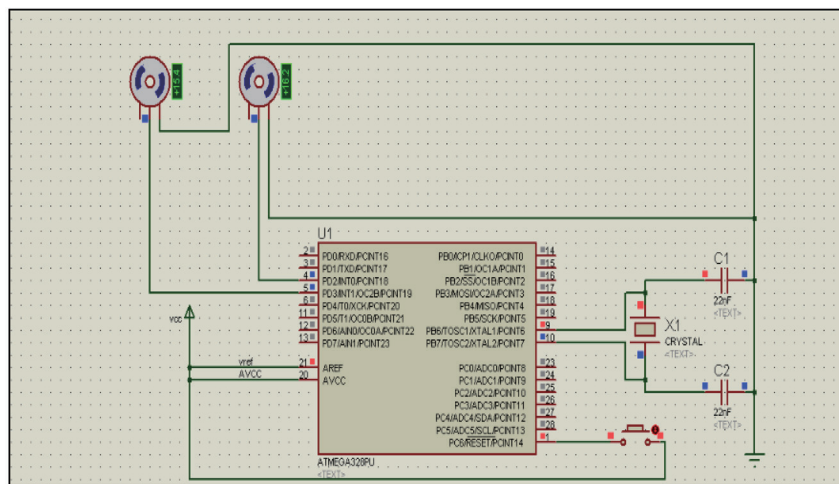 +15.4
+16.2
U1
2 PD0/RXD/PCINT16
3 PD1/TXD/PCINT17
4 PD2/INT0/PCINT18
5 PD3/INT1/OC2B/PCINT19
6 PD4/T0/XCK/PCINT20
11 PD5/T1/OC0B/PCINT21
12 PD6/AIN0/OC0A/PCINT22
13 PD7/AIN1/PCINT23
21 AREF
20 AVCC
PB0/CP1/CLKO/PCINT0 14
PB1/OC1A/PCINT1 15
PB2/SS/OC1B/PCINT2 16
PB3/MOSI/OC2A/PCINT3 17
PB4/MISO/PCINT4 18
PB5/SCK/PCINT5 19
PB6/TOSC1/XTAL1/PCINT6 9
PB7/TOSC2/XTAL2/PCINT7 10
PC0/ADC0/PCINT8 23
PC1/ADC1/PCINT9 24
PC2/ADC2/PCINT10 25
PC3/ADC3/PCINT11 26
PC4/ADC4/SDA/PCINT12 27
PC5/ADC5/SCL/PCINT13 28
PC6/RESET/PCINT14 1
ATMEGA328PU
<TEXT>
vcc
vref
AVCC
C1
22nF
<TEXT>
X1
CRYSTAL
<TEXT>
C2
22nF
<TEXT>